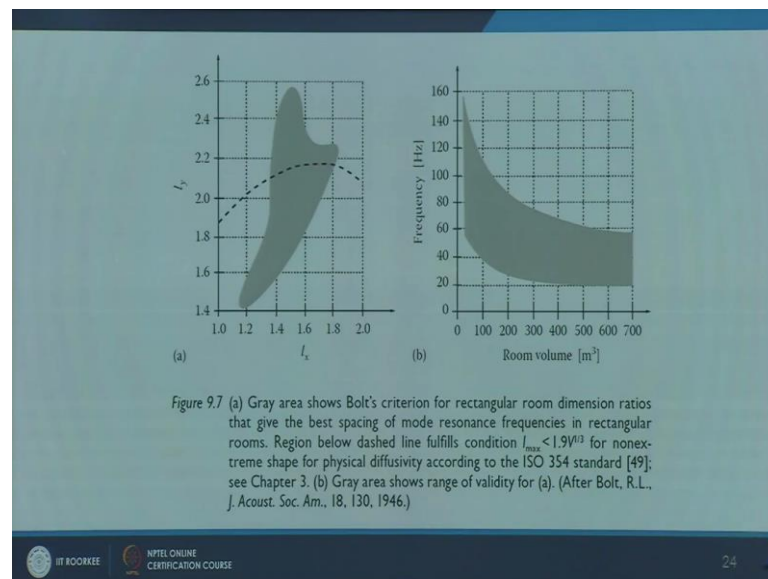 2.6
2.4
2.2
2.0
1.8
1.6
1.4
l_y
1.0 1.2 1.4 1.6 1.8 2.0
(a)
l_x
160
140
120
100
80
60
40
20
0
Frequency [Hz]
0 100 200 300 400 500 600 700
(b)
Room volume [m³]
Figure 9.7 (a) Gray area shows Bolt's criterion for rectangular room dimension ratios
that give the best spacing of mode resonance frequencies in rectangular
rooms. Region below dashed line fulfills condition l_max<1.9V^1/3 for nonex-
treme shape for physical diffusivity according to the ISO 354 standard [49];
see Chapter 3. (b) Gray area shows range of validity for (a). (After Bolt, R.L.,
J. Acoust. Soc. Am., 18, 130, 1946.)
IIT ROORKEE
NPTEL ONLINE
CERTIFICATION COURSE
24